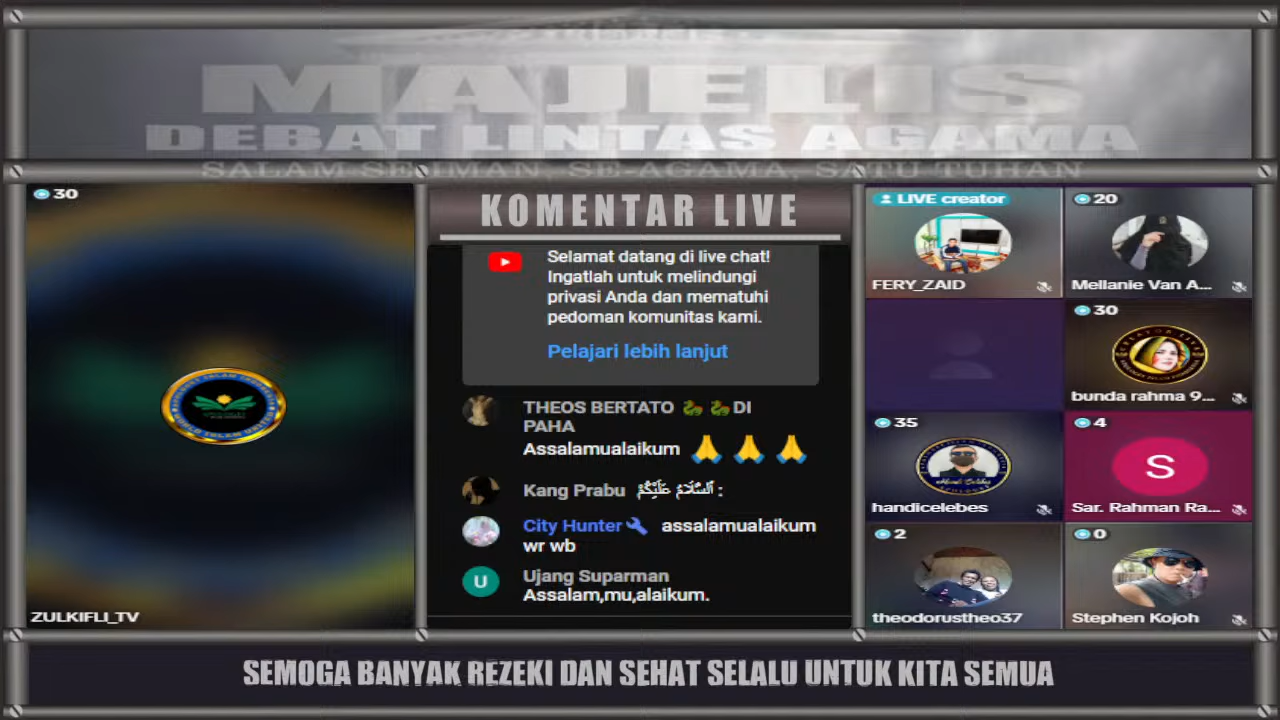 MAJELIS
DEBAT LINTAS AGAMA
SALAM SEIMAN, SE-AGAMA, SATU TUHAN
30
ZULKIFLI_TV
KOMENTAR LIVE
Selamat datang di live chat!
Ingatlah untuk melindungi
privasi Anda dan mematuhi
pedoman komunitas kami.
Pelajari lebih lanjut
THEOS BERTATO 🐉 🐉DI
PAHA
Assalamualaikum 🙏 🙏 🙏
Kang Prabu ٱلسَّلَامُ عَلَيْكُمْ :
City Hunter 🔧 assalamualaikum
wr wb
U
Ujang Suparman
Assalam,mu,alaikum.
LIVE creator
FERY_ZAID
20
Mellanie Van A...
30
bunda rahma 9...
35
handicelebes
4
S
Sar. Rahman Ra...
2
theodorustheo37
0
Stephen Kojoh
SEMOGA BANYAK REZEKI DAN SEHAT SELALU UNTUK KITA SEMUA